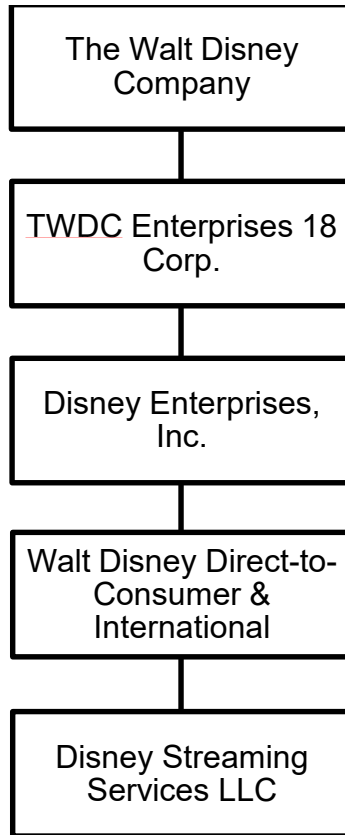 The Walt Disney
Company
TWDC Enterprises 18
Corp.
Disney Enterprises,
Inc.
Walt Disney Direct-to-
Consumer &
International
Disney Streaming
Services LLC